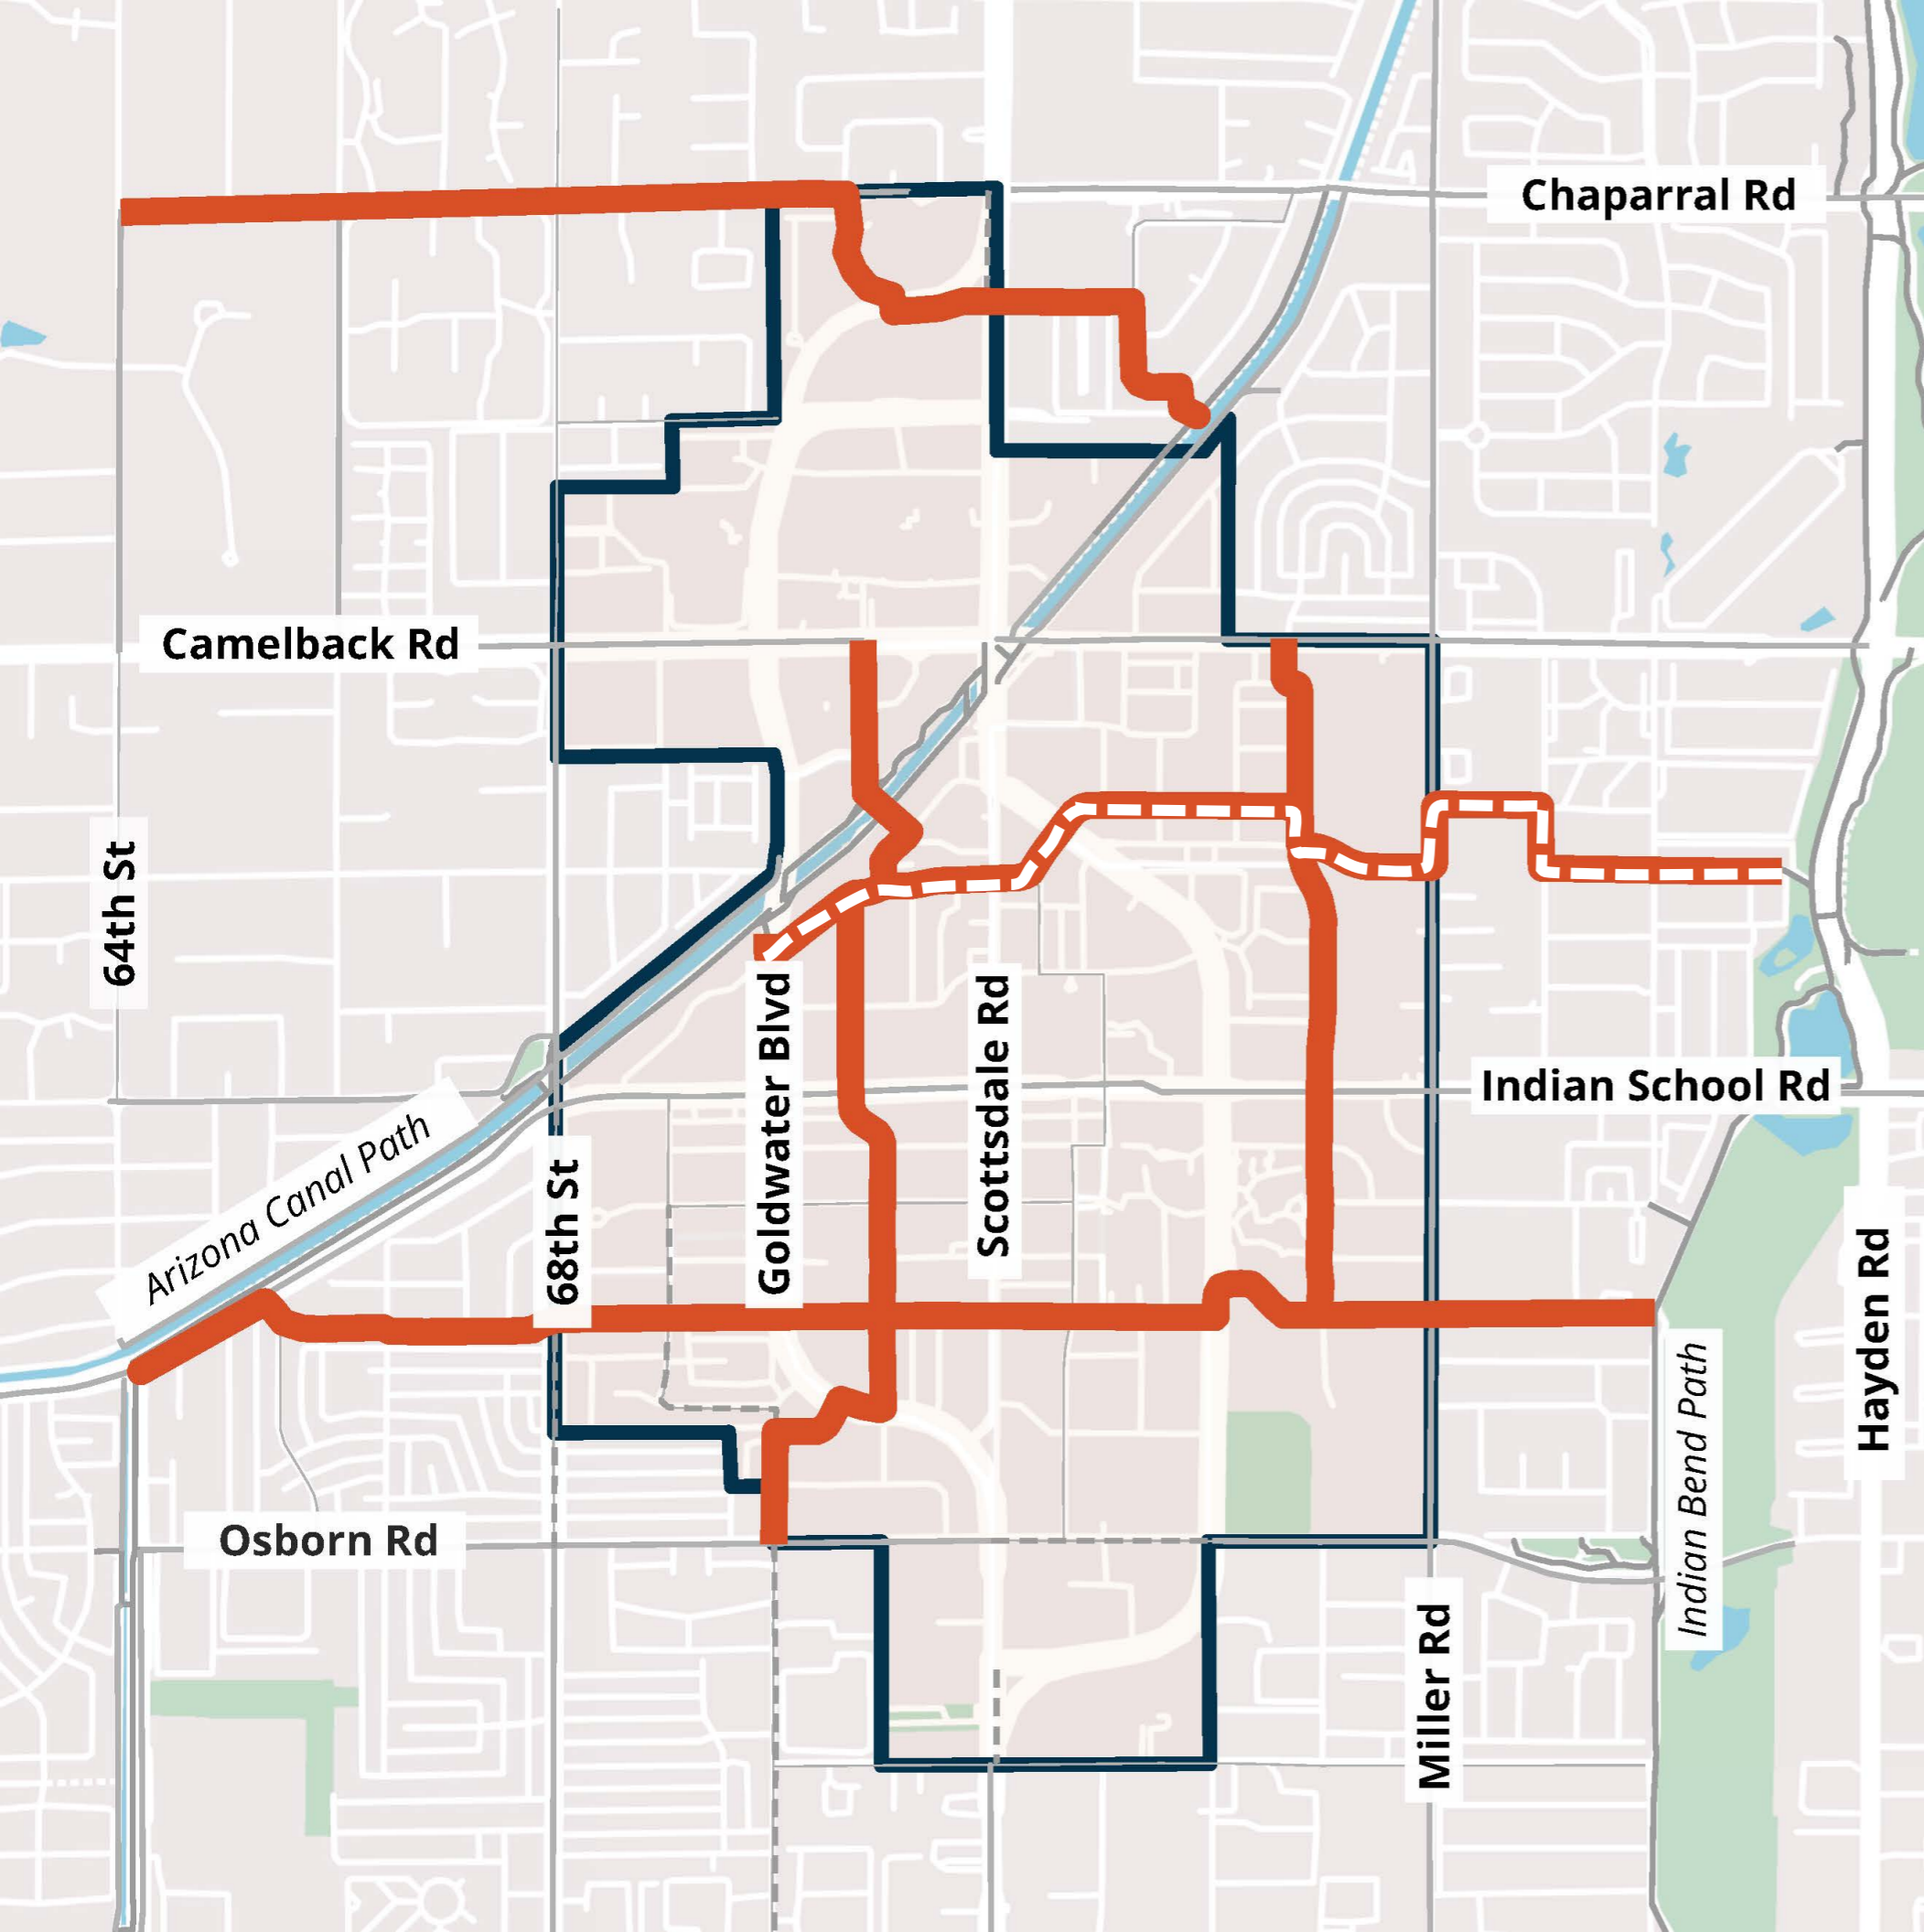 Chaparral Rd
Camelback Rd
64th St
Goldwater Blvd
Scottsdale Rd
Indian School Rd
Arizona Canal Path
68th St
Hayden Rd
Indian Bend Path
Osborn Rd
Miller Rd